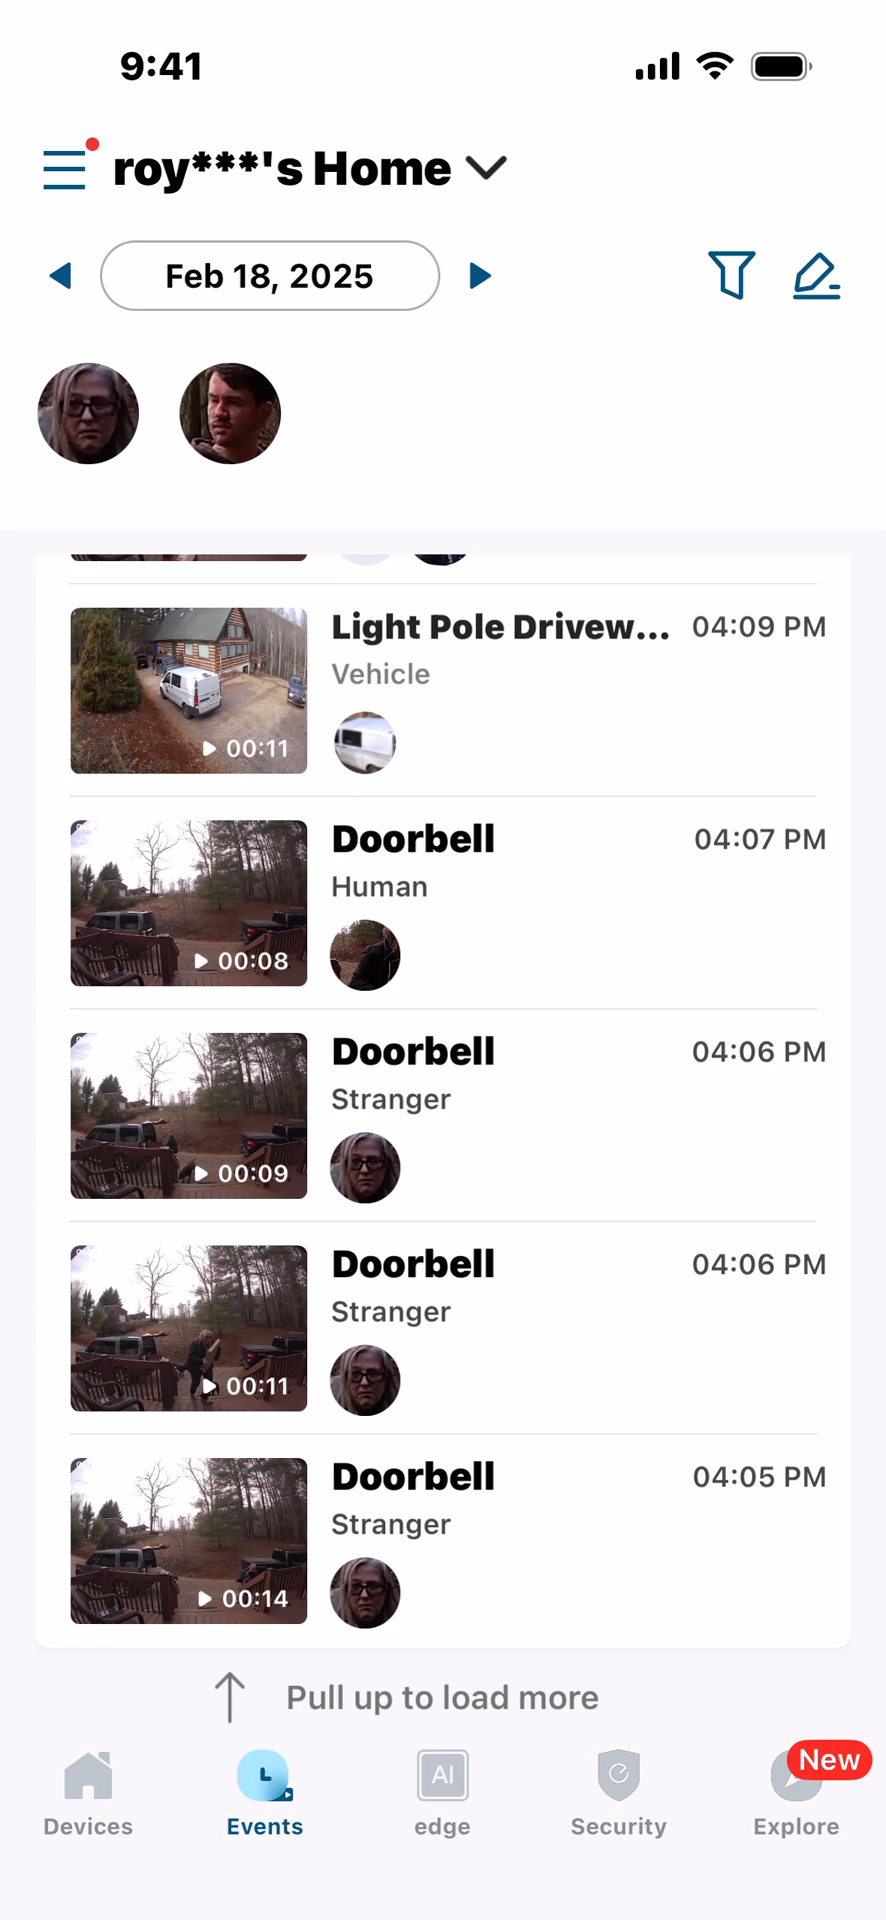 9:41
roy***'s Home
Feb 18, 2025
Light Pole Drivew... 04:09 PM
Vehicle
00:11
Doorbell 04:07 PM
Human
00:08
Doorbell 04:06 PM
Stranger
00:09
Doorbell 04:06 PM
Stranger
00:11
Doorbell 04:05 PM
Stranger
00:14
Pull up to load more
AI
New
Devices Events edge Security Explore